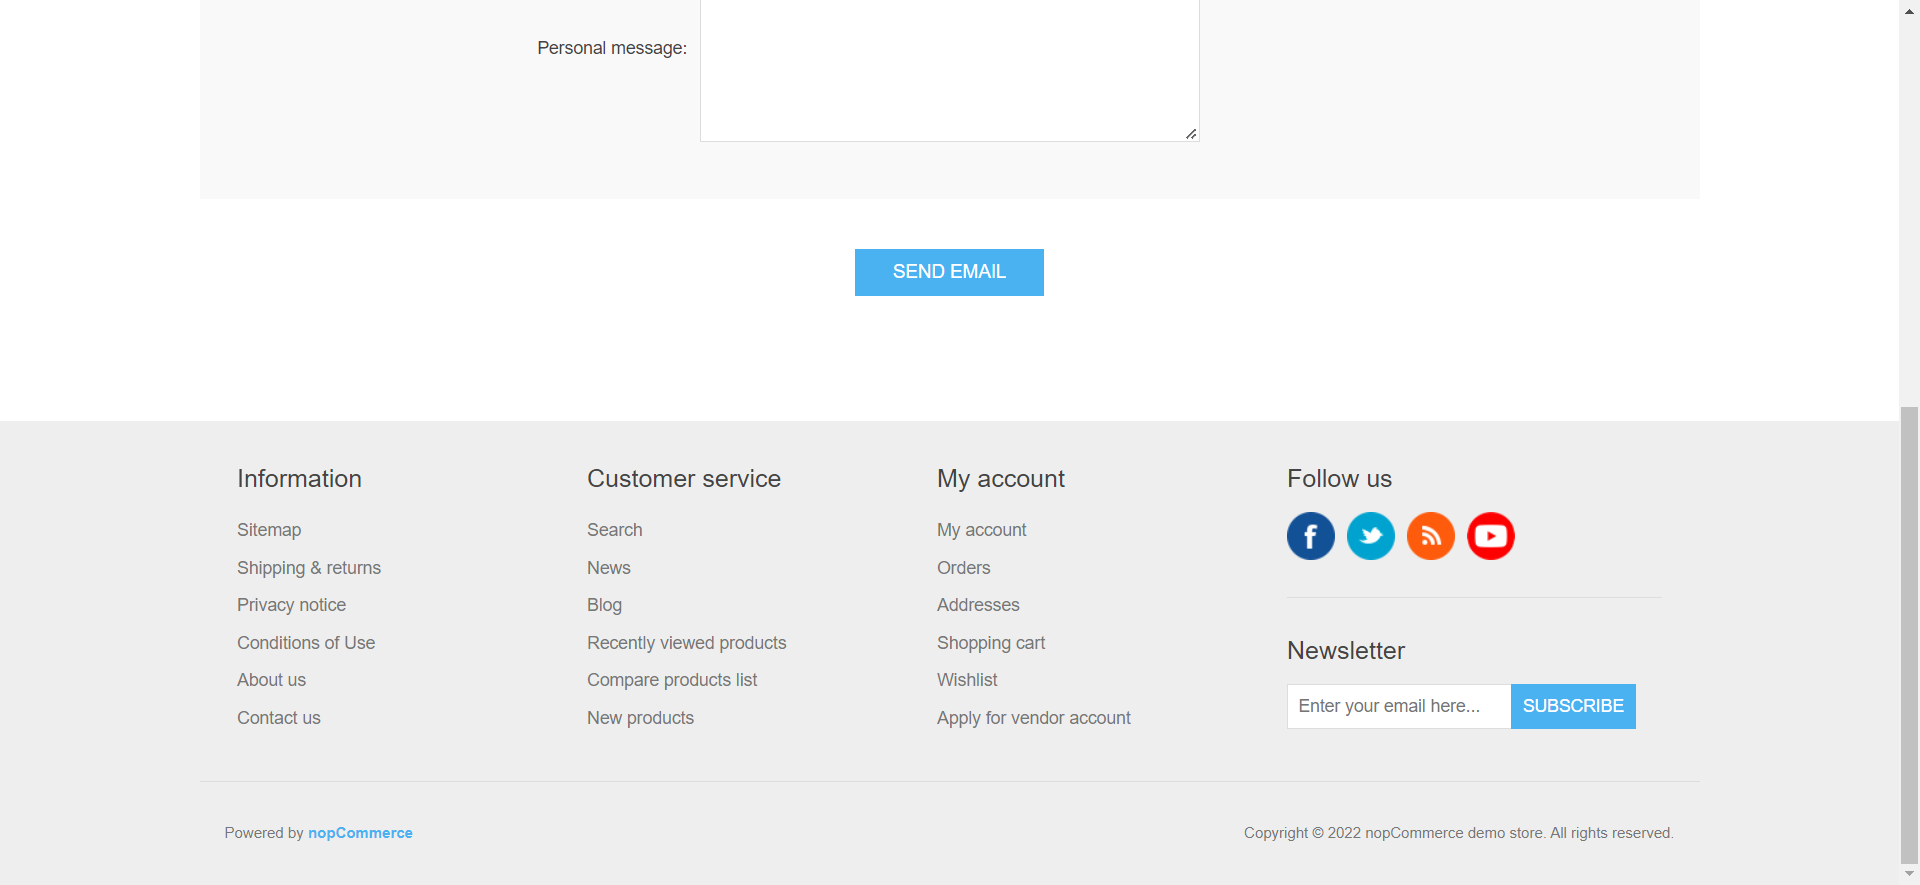 Personal message:
SEND EMAIL
Information
Sitemap
Shipping & returns
Privacy notice
Conditions of Use
About us
Contact us
Customer service
Search
News
Blog
Recently viewed products
Compare products list
New products
My account
My account
Orders
Addresses
Shopping cart
Wishlist
Apply for vendor account
Follow us
Newsletter
Enter your email here... SUBSCRIBE
Powered by nopCommerce
Copyright © 2022 nopCommerce demo store. All rights reserved.